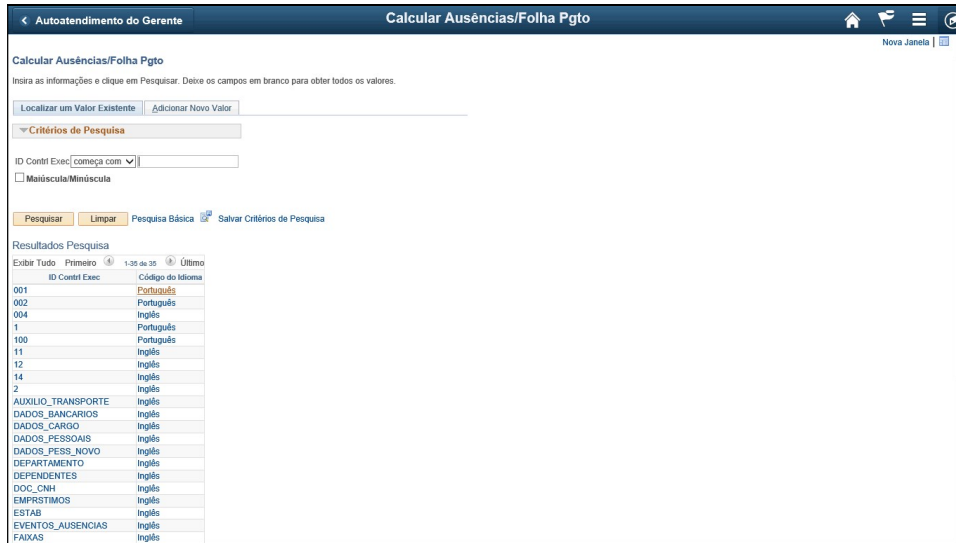 Autoatendimento do Gerente
Calcular Ausências/Folha Pgto
Nova Janela |
Calcular Ausências/Folha Pgto
Insira as informações e clique em Pesquisar. Deixe os campos em branco para obter todos os valores.
Localizar um Valor Existente Adicionar Novo Valor
Critérios de Pesquisa
ID Contrl Exec começa com
Maiúscula/Minúscula
Pesquisar Limpar Pesquisa Básica Salvar Critérios de Pesquisa
Resultados Pesquisa
Exibir Tudo Primeiro 1-35 de 35 Último
ID Contrl Exec Código do Idioma
001 Português
002 Português
004 Inglês
1 Português
100 Português
11 Inglês
12 Inglês
14 Inglês
2 Inglês
AUXILIO_TRANSPORTE Inglês
DADOS_BANCARIOS Inglês
DADOS_CARGO Inglês
DADOS_PESSOAIS Inglês
DADOS_PESS_NOVO Inglês
DEPARTAMENTO Inglês
DEPENDENTES Inglês
DOC_CNH Inglês
EMPRSTIMOS Inglês
ESTAB Inglês
EVENTOS_AUSENCIAS Inglês
FAIXAS Inglês